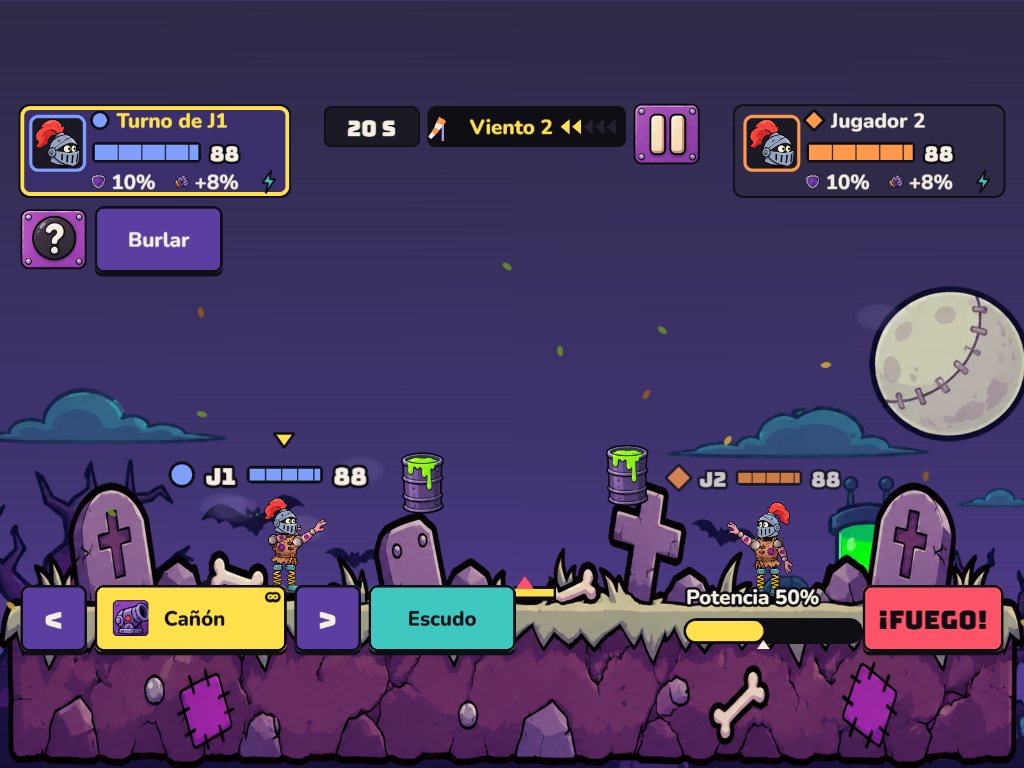 Turno de J1
88
10% +8%
20 S
Viento 2
Jugador 2
88
10% +8%
?
Burlar
J1 88
J2 88
<
Cañón
∞
>
Escudo
Potencia 50%
¡FUEGO!